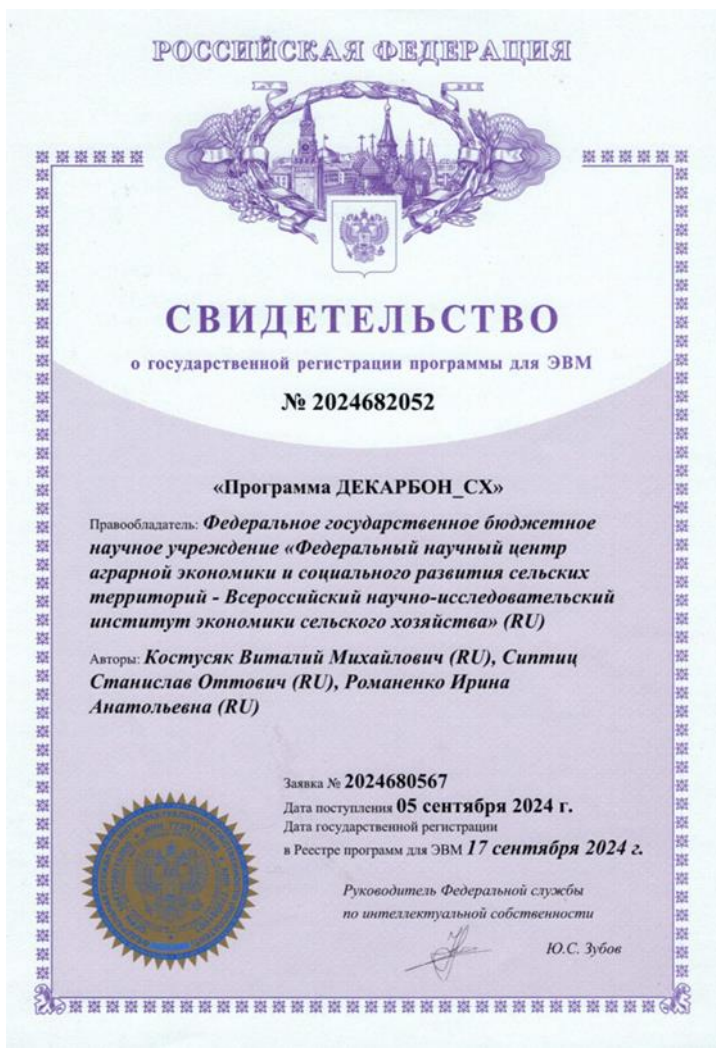 РОССИЙСКАЯ ФЕДЕРАЦИЯ
СВИДЕТЕЛЬСТВО
о государственной регистрации программы для ЭВМ
№ 2024682052
«Программа ДЕКАРБОН_СХ»
Правообладатель: Федеральное государственное бюджетное
научное учреждение «Федеральный научный центр
аграрной экономики и социального развития сельских
территорий - Всероссийский научно-исследовательский
институт экономики сельского хозяйства» (RU)
Авторы: Костусяк Виталий Михайлович (RU), Сиптиц
Станислав Оттович (RU), Романенко Ирина
Анатольевна (RU)
Заявка № 2024680567
Дата поступления 05 сентября 2024 г.
Дата государственной регистрации
в Реестре программ для ЭВМ 17 сентября 2024 г.
Руководитель Федеральной службы
по интеллектуальной собственности
Ю.С. Зубов